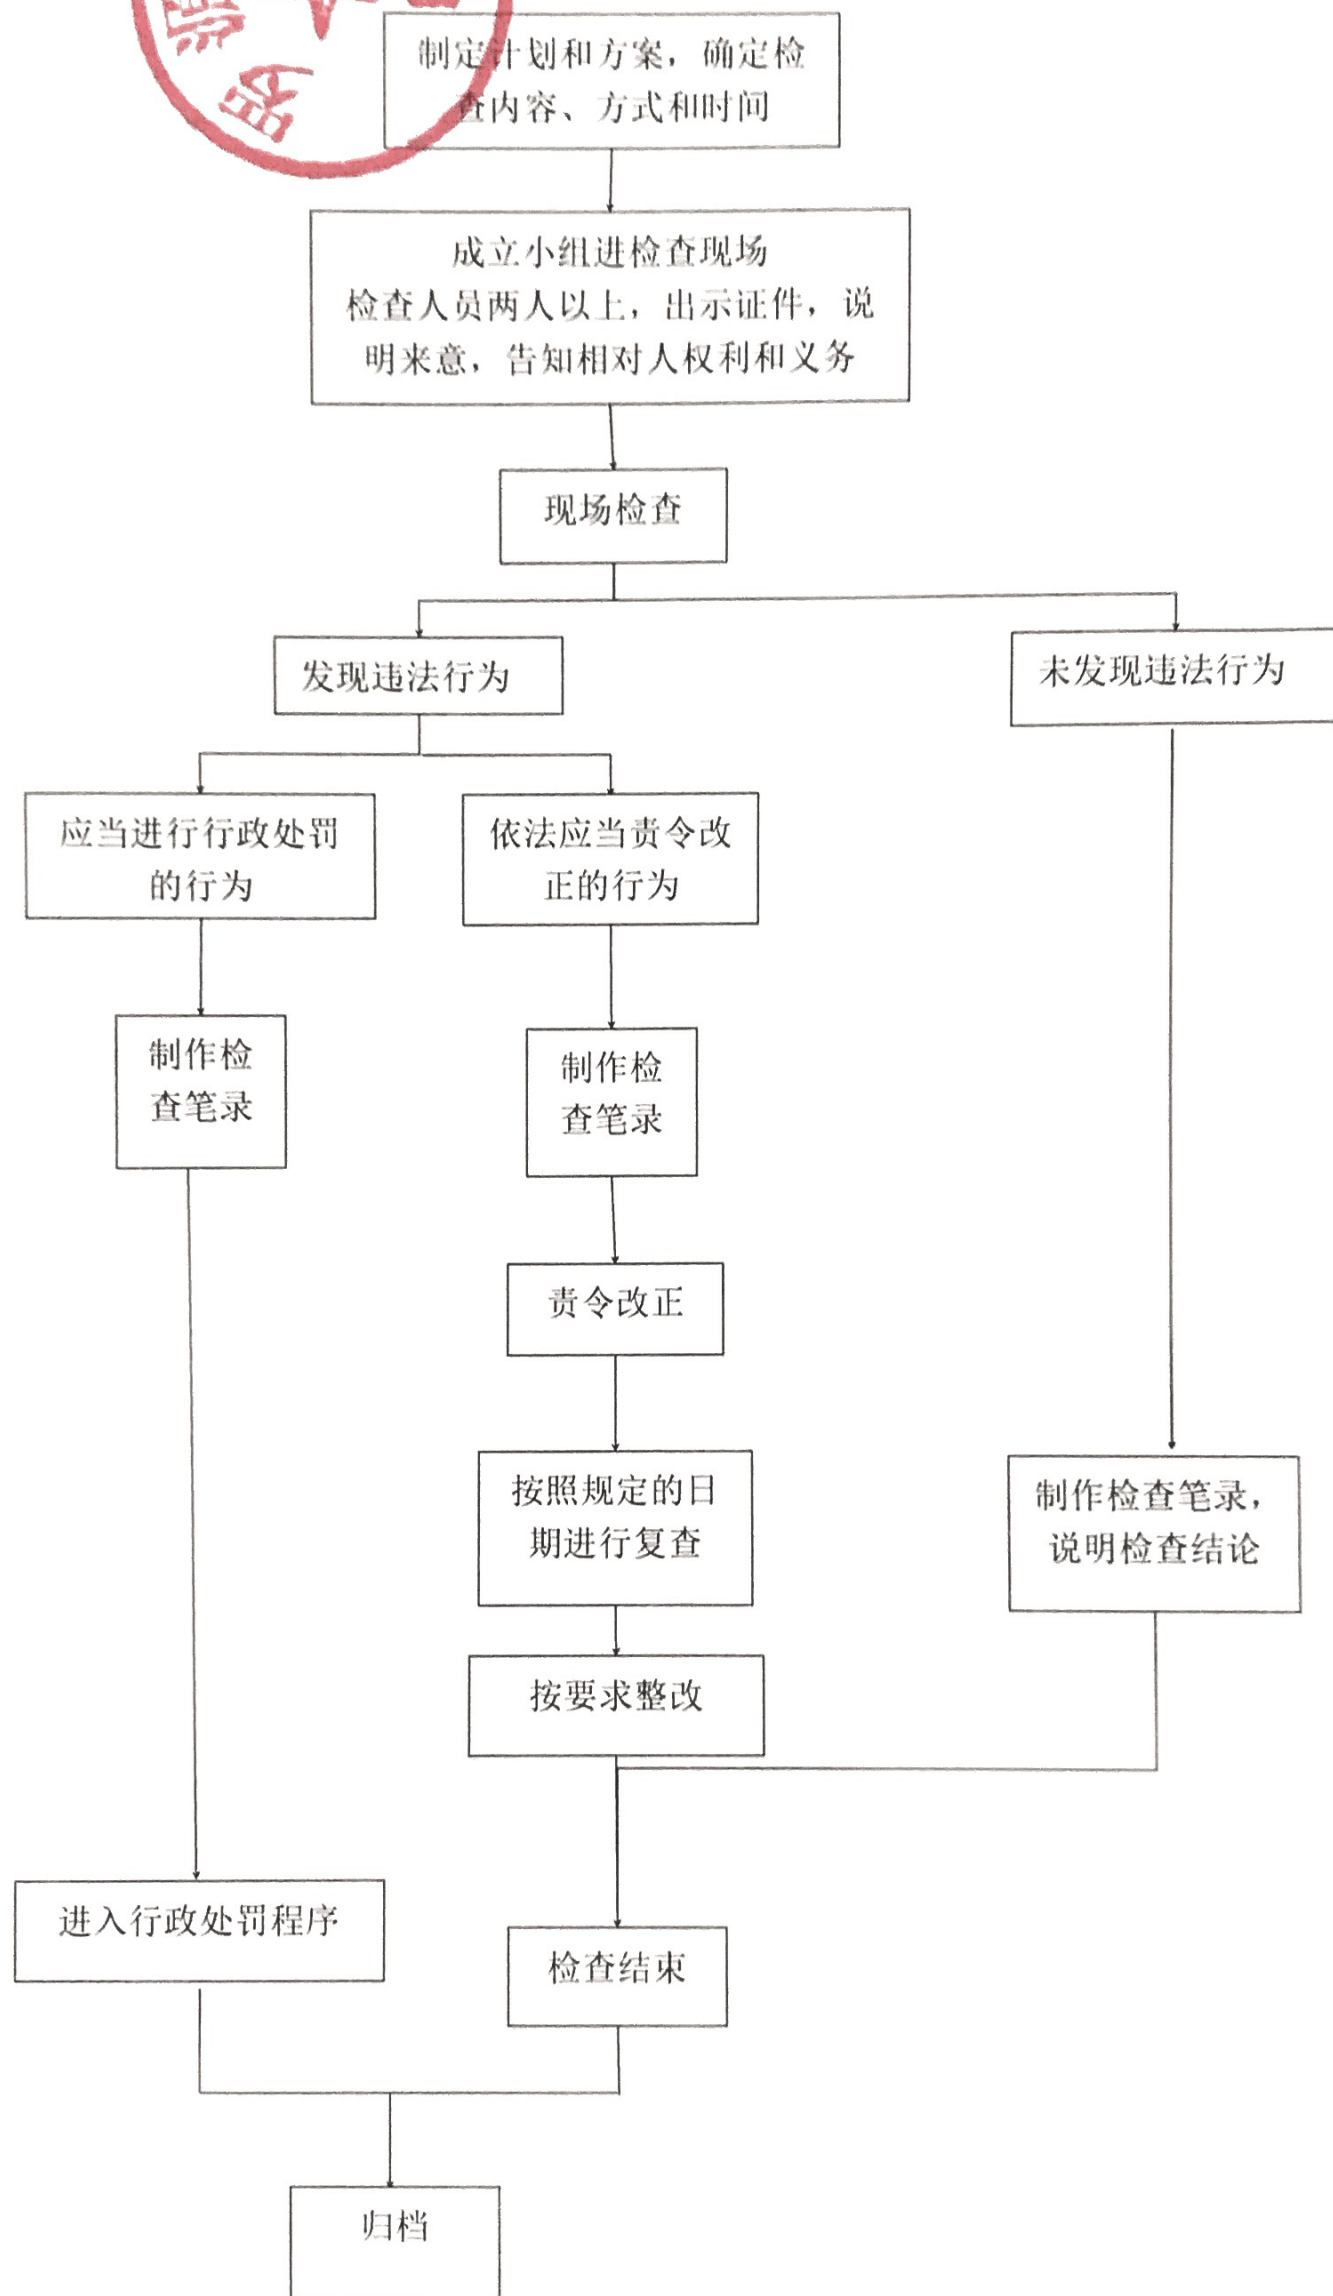 制定计划和方案，确定检
查内容、方式和时间
成立小组进检查现场
检查人员两人以上，出示证件，说
明来意，告知相对人权利和义务
现场检查
发现违法行为
未发现违法行为
应当进行行政处罚
的行为
依法应当责令改
正的行为
制作检
查笔录
制作检
查笔录
责令改正
按照规定的日
期进行复查
制作检查笔录，
说明检查结论
按要求整改
进入行政处罚程序
检查结束
归档